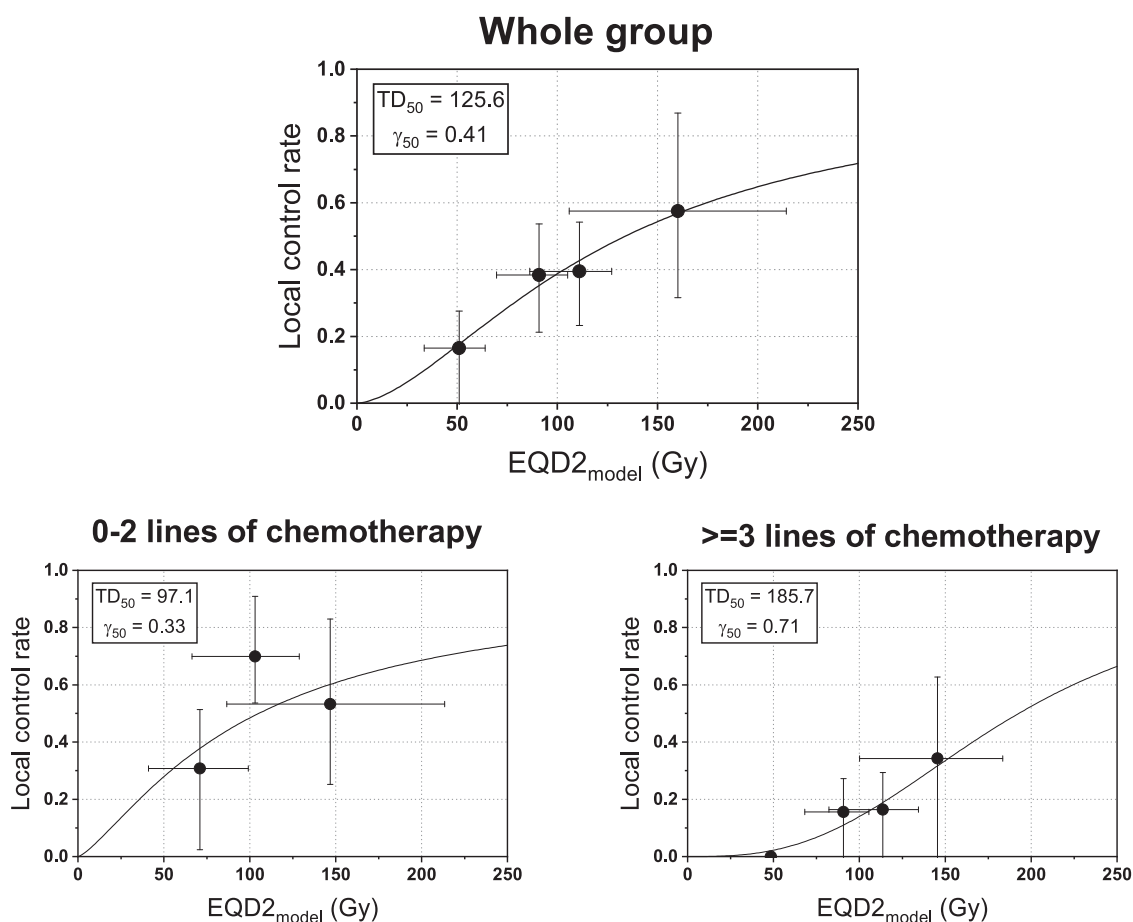 Whole group
TD50 = 125.6
γ50 = 0.41
Local control rate
1.0
0.8
0.6
0.4
0.2
0.0
0 50 100 150 200 250
EQD2model (Gy)
0-2 lines of chemotherapy
TD50 = 97.1
γ50 = 0.33
Local control rate
1.0
0.8
0.6
0.4
0.2
0.0
0 25 50 75 100 125 150 175 200 225 250
EQD2model (Gy)
>=3 lines of chemotherapy
TD50 = 185.7
γ50 = 0.71
Local control rate
1.0
0.8
0.6
0.4
0.2
0.0
0 50 100 150 200 250
EQD2model (Gy)